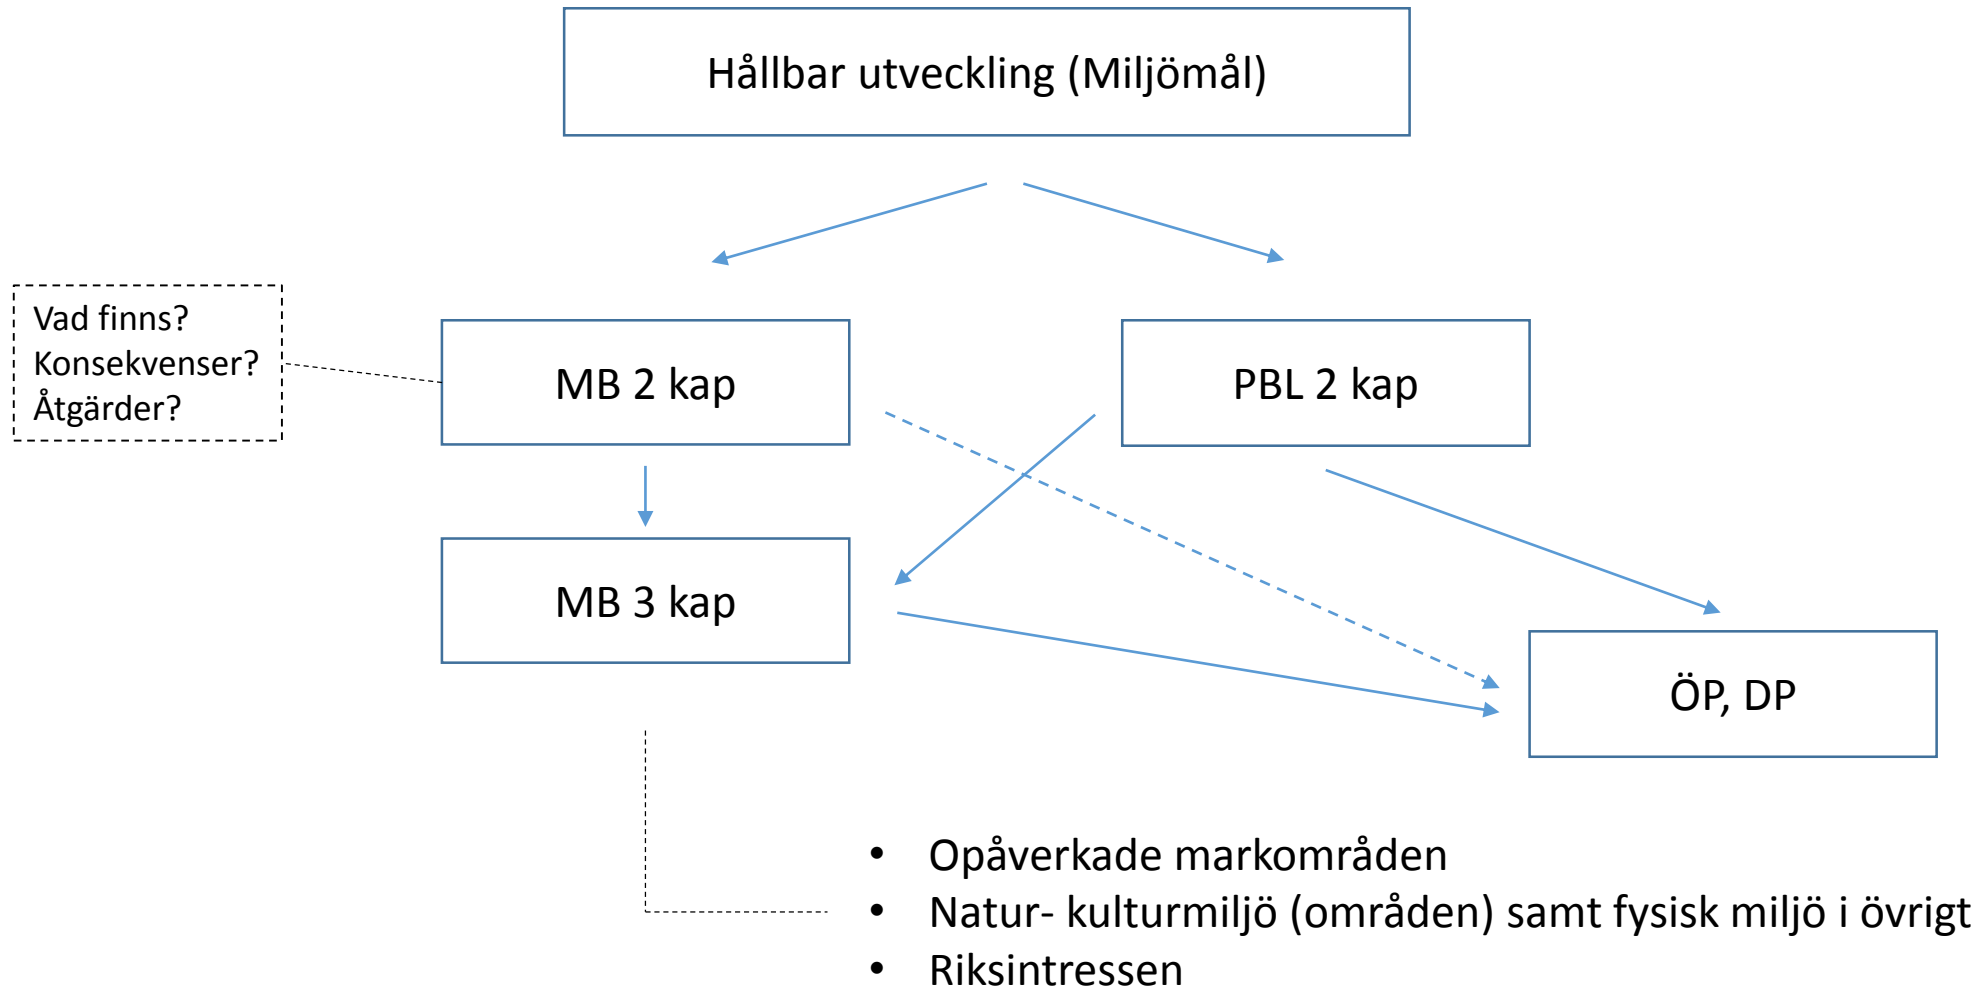 Hållbar utveckling (Miljömål)
Vad finns?
Konsekvenser?
Åtgärder?
MB 2 kap
PBL 2 kap
MB 3 kap
ÖP, DP
• Opåverkade markområden
• Natur- kulturmiljö (områden) samt fysisk miljö i övrigt
• Riksintressen